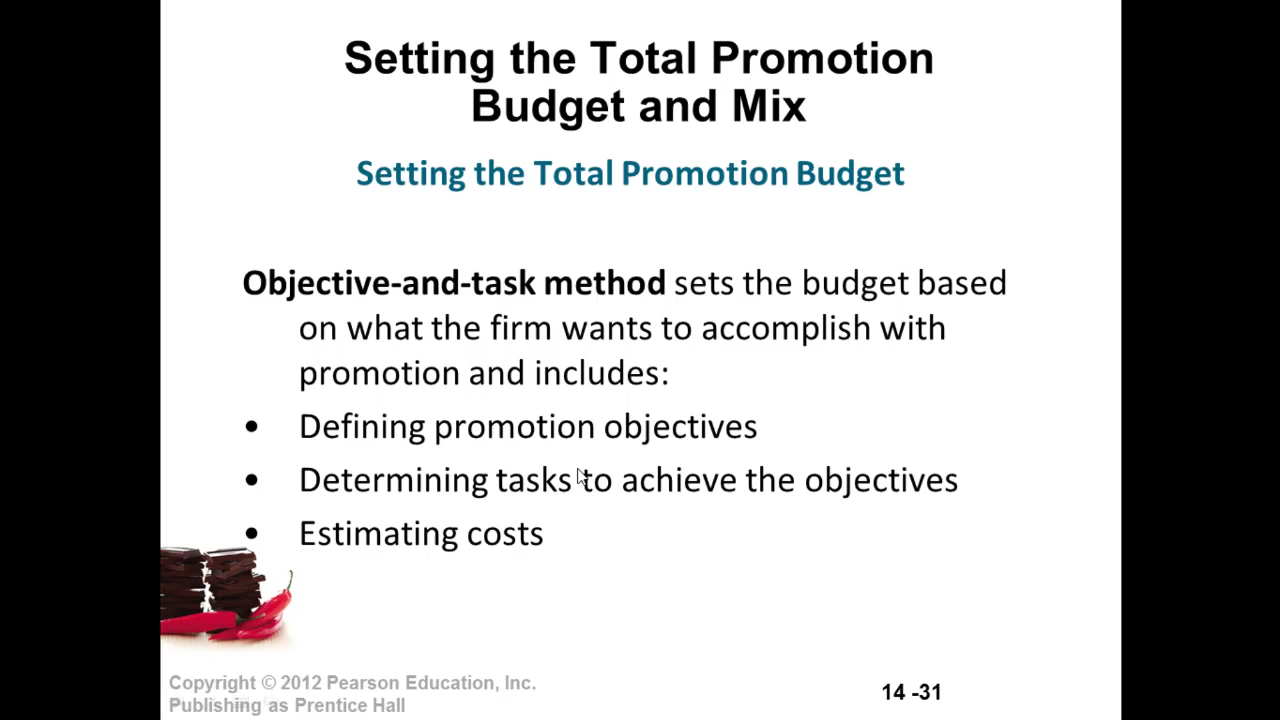 Setting the Total Promotion
Budget and Mix
Setting the Total Promotion Budget
Objective-and-task method sets the budget based
on what the firm wants to accomplish with
promotion and includes:
• Defining promotion objectives
• Determining tasks to achieve the objectives
• Estimating costs
Copyright © 2012 Pearson Education, Inc.
Publishing as Prentice Hall
14 -31